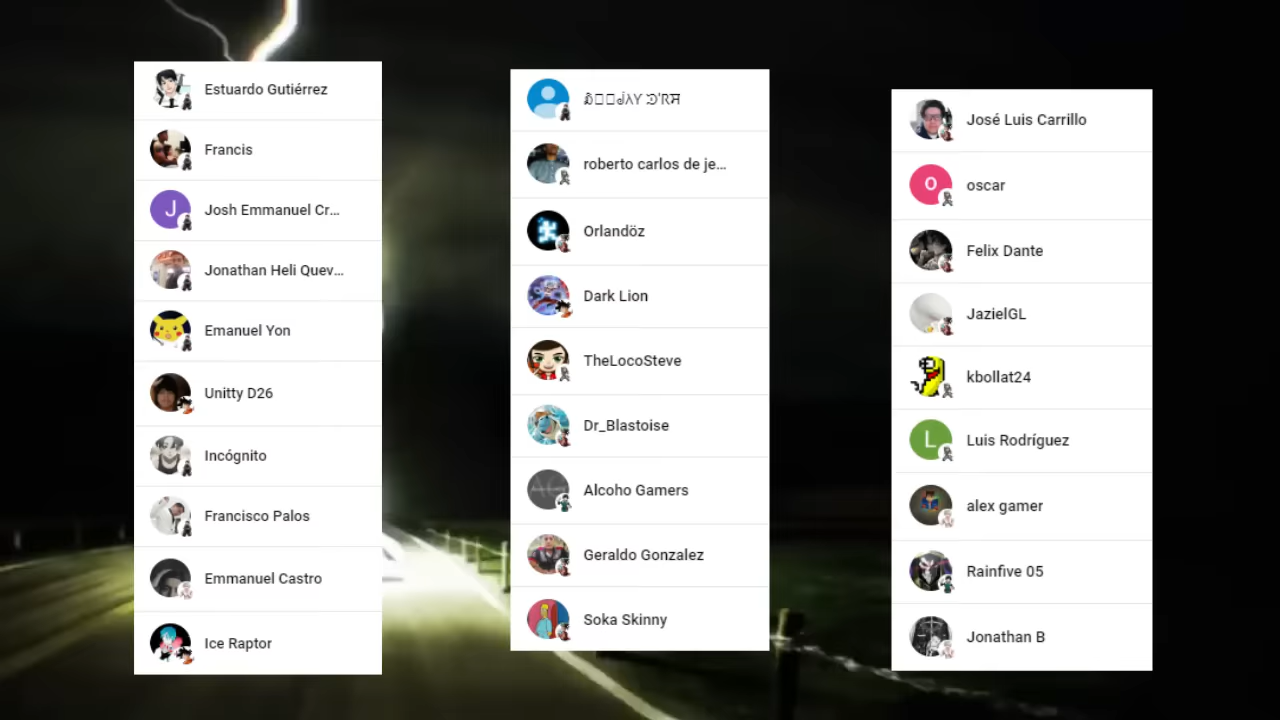 Estuardo Gutiérrez
Francis
J
Josh Emmanuel Cr...
Jonathan Heli Quev...
Emanuel Yon
Unitty D26
Incógnito
Francisco Palos
Emmanuel Castro
Ice Raptor
roberto carlos de je...
Orlandöz
Dark Lion
TheLocoSteve
Dr_Blastoise
Alcoho Gamers
Geraldo Gonzalez
Soka Skinny
José Luis Carrillo
O
oscar
Felix Dante
JazielGL
kbollat24
L
Luis Rodríguez
alex gamer
Rainfive 05
Jonathan B